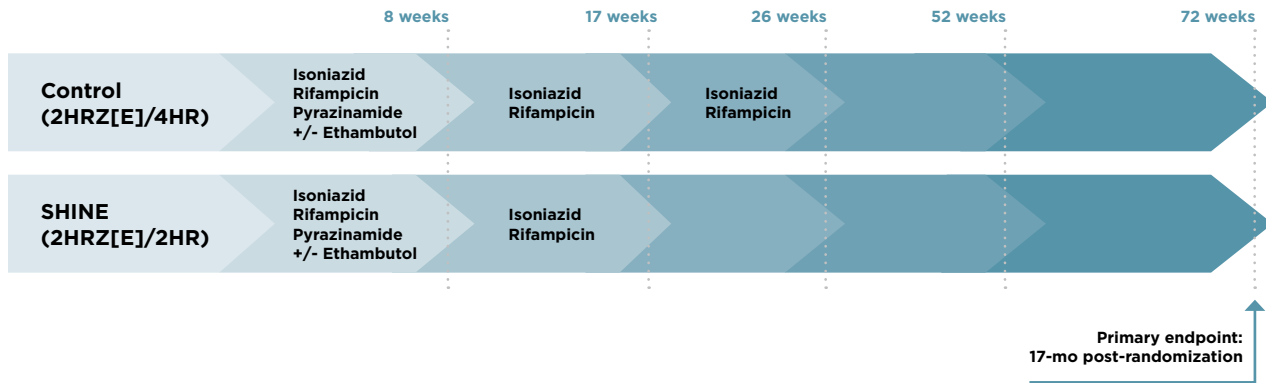 8 weeks
17 weeks
26 weeks
52 weeks
72 weeks
Control
(2HRZ[E]/4HR)
Isoniazid
Rifampicin
Pyrazinamide
+/- Ethambutol
Isoniazid
Rifampicin
Isoniazid
Rifampicin
SHINE
(2HRZ[E]/2HR)
Isoniazid
Rifampicin
Pyrazinamide
+/- Ethambutol
Isoniazid
Rifampicin
Primary endpoint:
17-mo post-randomization